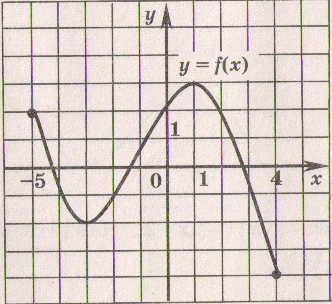 y
y = f(x)
1
-5 0 1 4 x